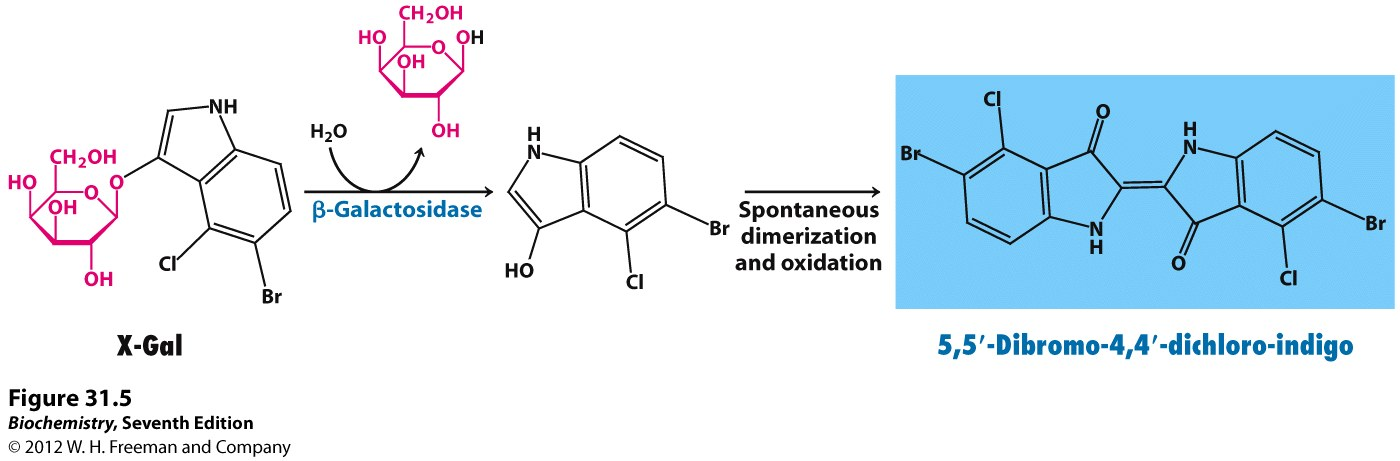 CH₂OH
HO
O
OH
OH
OH
NH
H₂O
CH₂OH
HO
O
O
OH
OH
Cl
Br
β-Galactosidase
H
N
HO
Cl
Br
Spontaneous
dimerization
and oxidation
Cl
O
H
N
Br
N
H
O
Br
Cl
X-Gal
5,5′-Dibromo-4,4′-dichloro-indigo
Figure 31.5
Biochemistry, Seventh Edition
© 2012 W. H. Freeman and Company